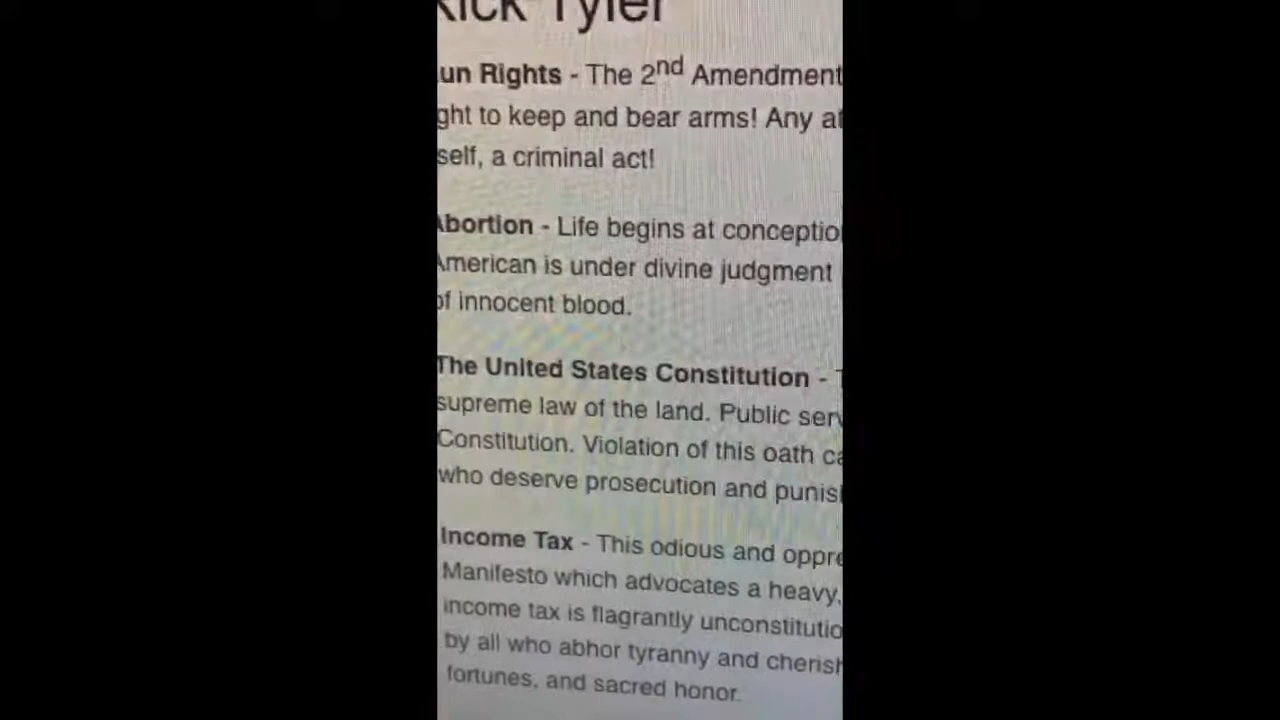 Rick Tyler
un Rights - The 2nd Amendment
ght to keep and bear arms! Any at
self, a criminal act!
Abortion - Life begins at conceptio
American is under divine judgment
of innocent blood.
The United States Constitution - T
supreme law of the land. Public serv
Constitution. Violation of this oath ca
who deserve prosecution and punis
Income Tax - This odious and oppre
Manifesto which advocates a heavy,
income tax is flagrantly unconstitutio
by all who abhor tyranny and cherish
fortunes, and sacred honor.